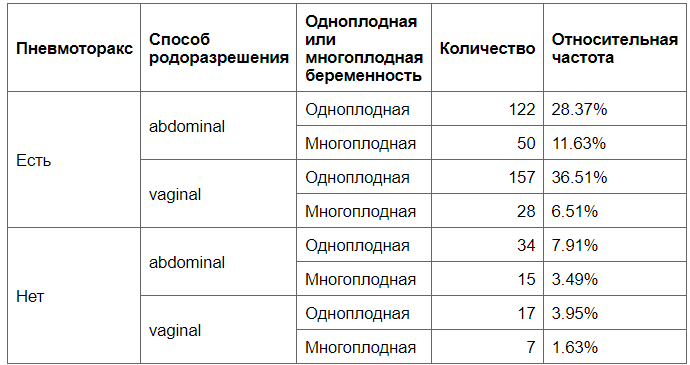 Пневмоторакс
Способ
родоразрешения
Одноплодная
или
многоплодная
беременность
Количество
Относительная
частота
Есть
abdominal
Одноплодная
122
28.37%
Многоплодная
50
11.63%
vaginal
Одноплодная
157
36.51%
Многоплодная
28
6.51%
Нет
abdominal
Одноплодная
34
7.91%
Многоплодная
15
3.49%
vaginal
Одноплодная
17
3.95%
Многоплодная
7
1.63%